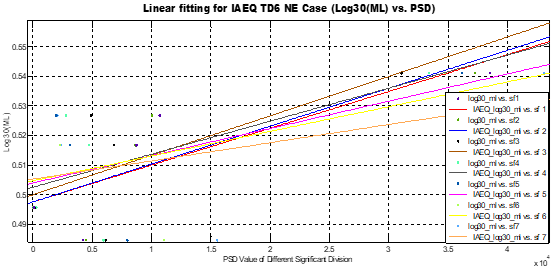 Linear fitting for IAEQ TD6 NE Case (Log30(ML) vs. PSD)
0.55
0.54
0.53
0.52
0.51
0.5
0.49
Log30(ML)
log30_ml vs. sf1
IAEQ_log30_ml vs. sf 1
log30_ml vs. sf2
IAEQ_log30_ml vs. sf 2
log30_ml vs. sf3
IAEQ_log30_ml vs. sf 3
log30_ml vs. sf4
IAEQ_log30_ml vs. sf 4
log30_ml vs. sf5
IAEQ_log30_ml vs. sf 5
log30_ml vs. sf6
IAEQ_log30_ml vs. sf 6
log30_ml vs. sf7
IAEQ_log30_ml vs. sf 7
0 0.5 1 1.5 2 2.5 3 3.5 4
x 10⁴
PSD Value of Different Significant Division